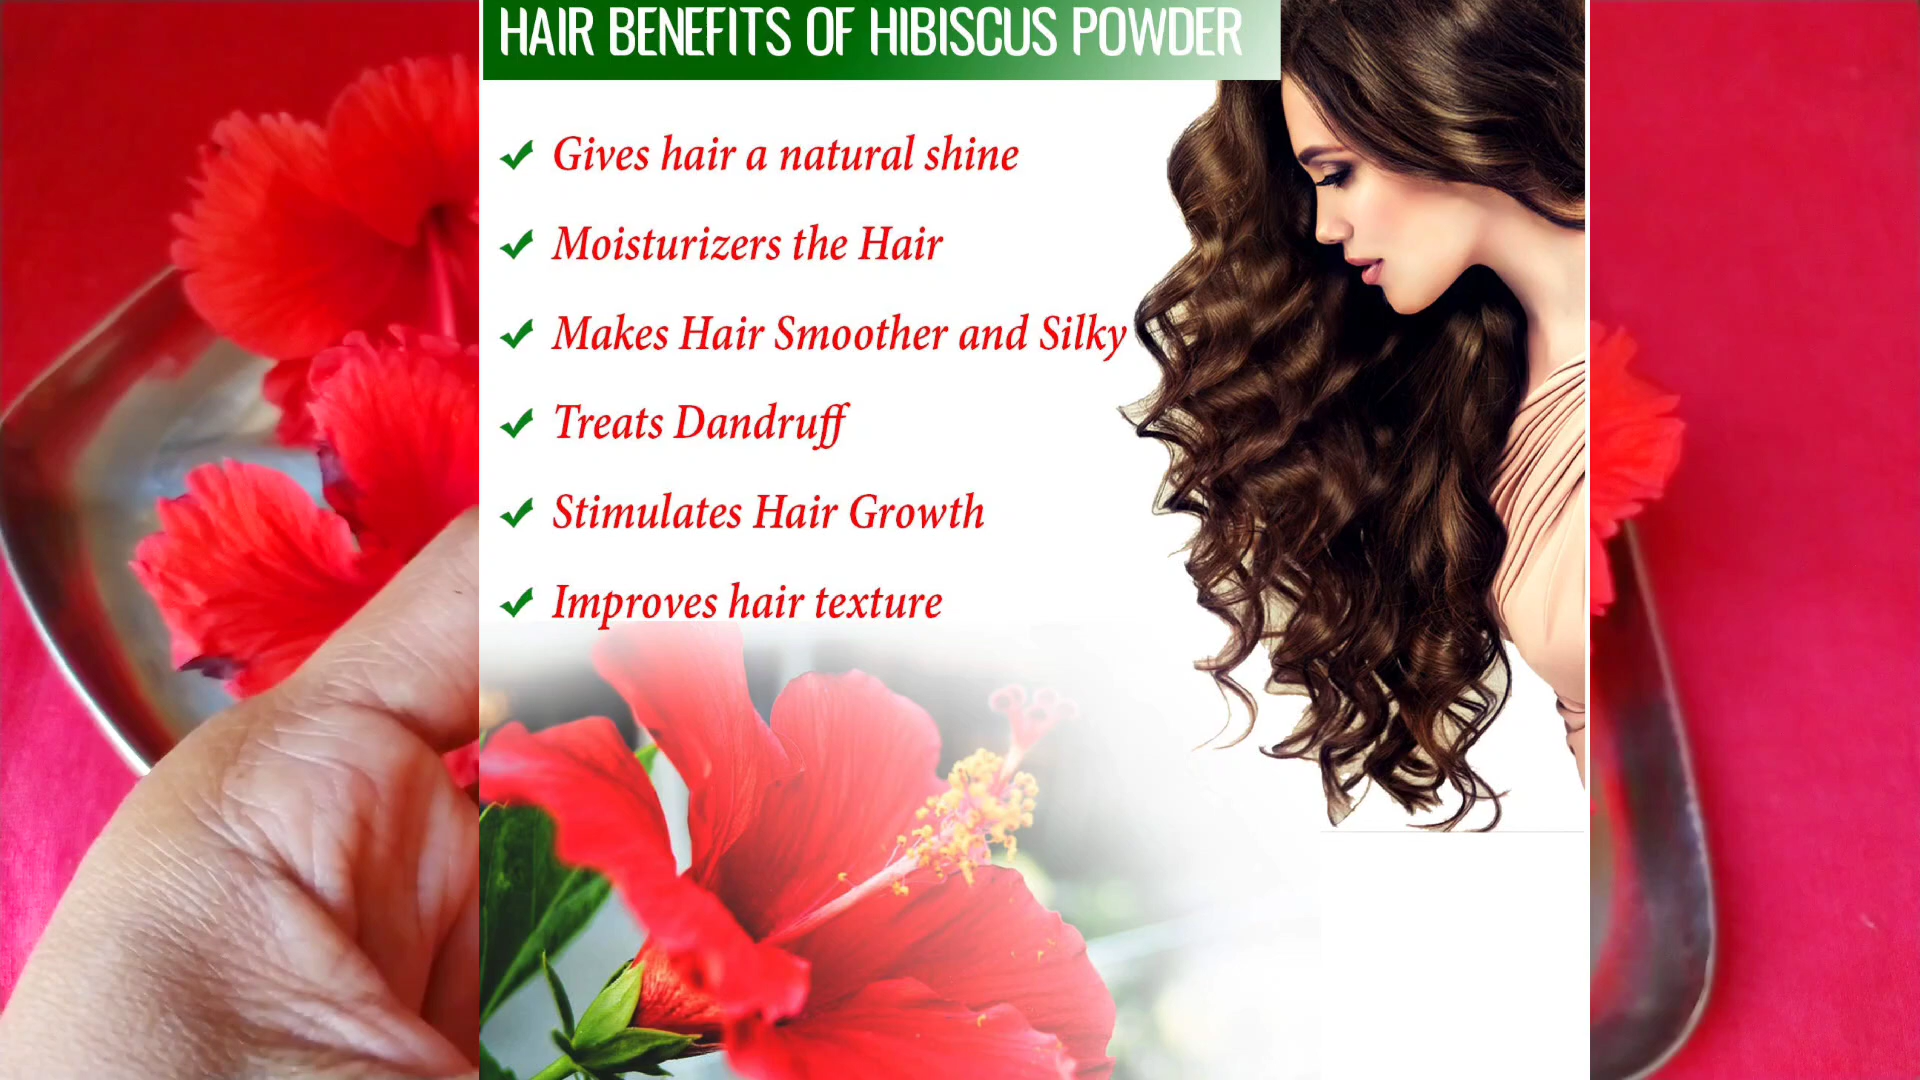 HAIR BENEFITS OF HIBISCUS POWDER
Gives hair a natural shine
Moisturizers the Hair
Makes Hair Smoother and Silky
Treats Dandruff
Stimulates Hair Growth
Improves hair texture